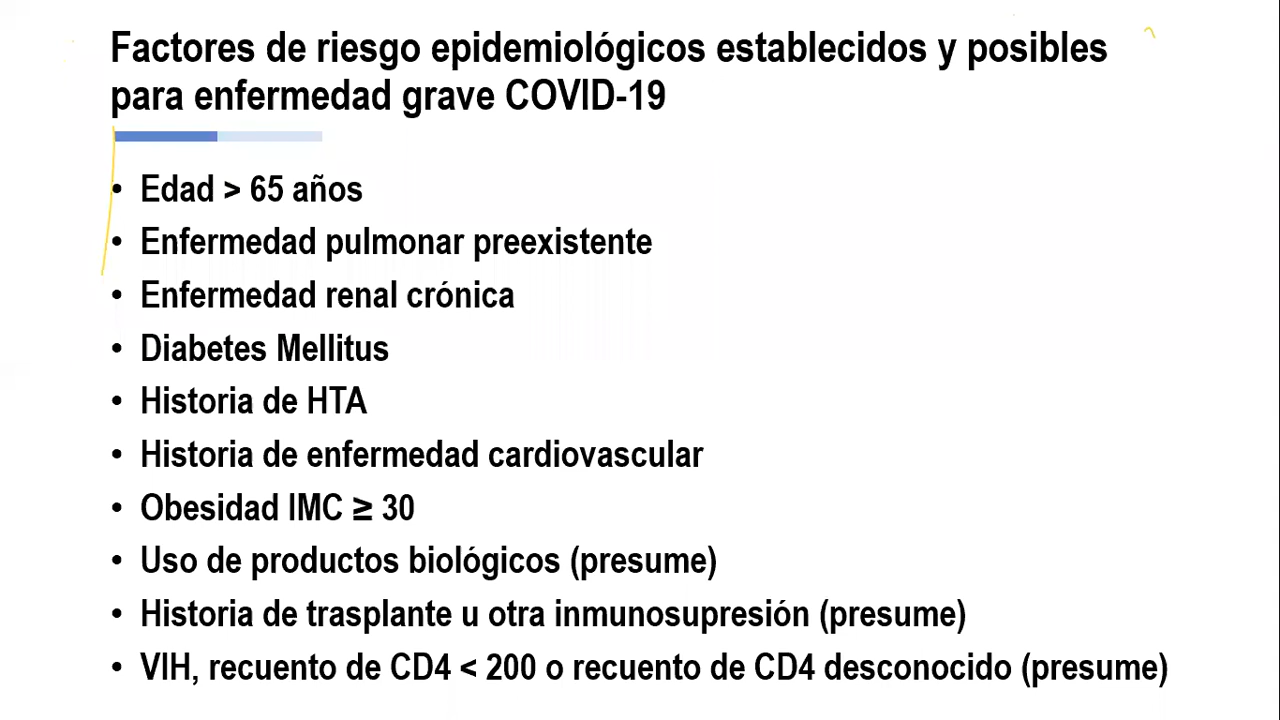 Factores de riesgo epidemiológicos establecidos y posibles
para enfermedad grave COVID-19
• Edad > 65 años
• Enfermedad pulmonar preexistente
• Enfermedad renal crónica
• Diabetes Mellitus
• Historia de HTA
• Historia de enfermedad cardiovascular
• Obesidad IMC ≥ 30
• Uso de productos biológicos (presume)
• Historia de trasplante u otra inmunosupresión (presume)
• VIH, recuento de CD4 < 200 o recuento de CD4 desconocido (presume)